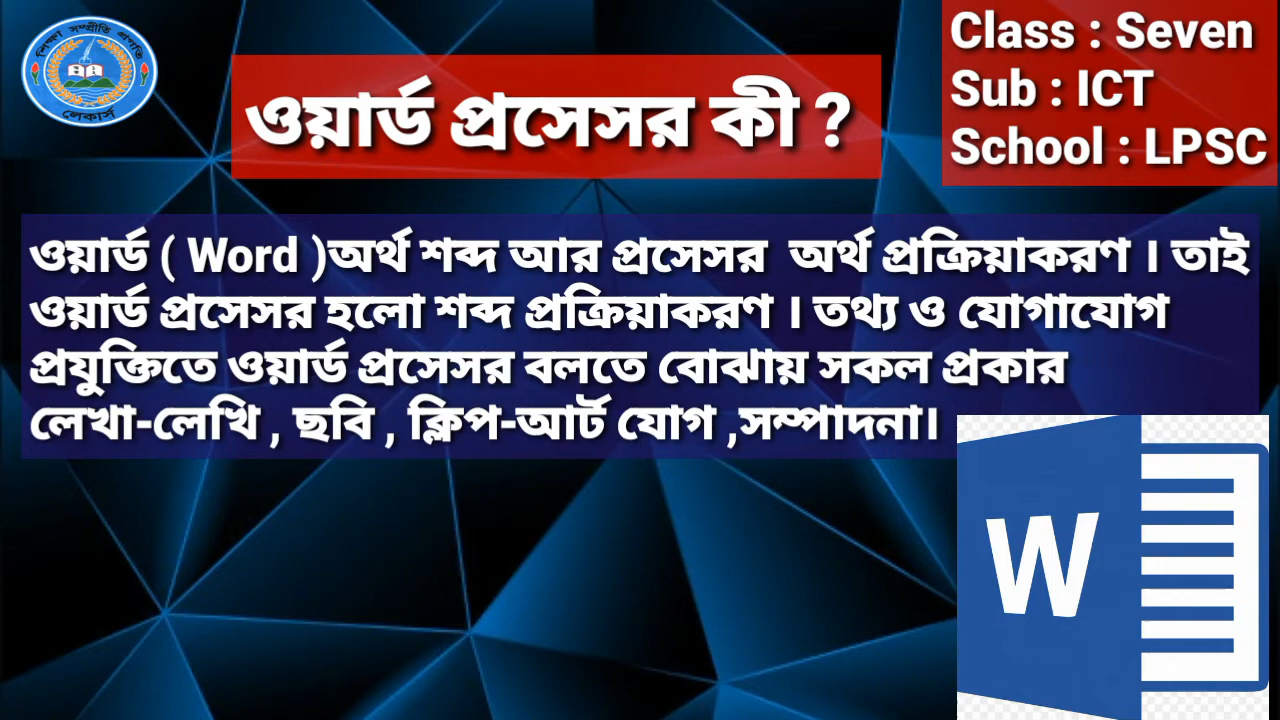 শিক্ষা সম্প্রীতি প্রগতি
লেকার্স
ওয়ার্ড প্রসেসর কী ?
Class : Seven
Sub : ICT
School : LPSC
ওয়ার্ড ( Word )অর্থ শব্দ আর প্রসেসর অর্থ প্রক্রিয়াকরণ । তাই
ওয়ার্ড প্রসেসর হলো শব্দ প্রক্রিয়াকরণ । তথ্য ও যোগাযোগ
প্রযুক্তিতে ওয়ার্ড প্রসেসর বলতে বোঝায় সকল প্রকার
লেখা-লেখি , ছবি , ক্লিপ-আর্ট যোগ ,সম্পাদনা।
W